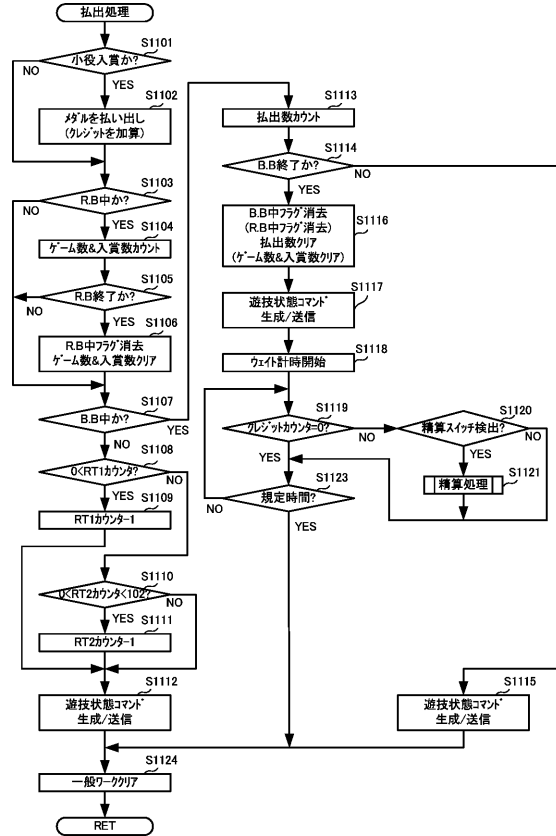 払出処理
S1101
小役入賞か?
NO
YES
S1102
メダルを払い出し
(クレジットを加算)
S1103
R.B中か?
NO
YES
S1104
ゲーム数&入賞数カウント
S1105
R.B終了か?
NO
YES
S1106
R.B中フラグ消去
ゲーム数&入賞数クリア
S1107
B.B中か?
YES
NO
S1108
0<RT1カウンタ?
NO
YES
S1109
RT1カウンタ-1
S1110
0<RT2カウンタ<102?
NO
YES
S1111
RT2カウンタ-1
S1112
遊技状態コマンド
生成/送信
S1113
払出数カウント
S1114
B.B終了か?
NO
YES
S1116
B.B中フラグ消去
(R.B中フラグ消去)
払出数クリア
(ゲーム数&入賞数クリア)
S1117
遊技状態コマンド
生成/送信
S1118
ウェイト計時開始
S1119
クレジットカウンタ=0?
NO
YES
S1120
精算スイッチ検出?
NO
YES
S1121
精算処理
S1123
規定時間?
NO
YES
S1115
遊技状態コマンド
生成/送信
S1124
一般ワーククリア
RET